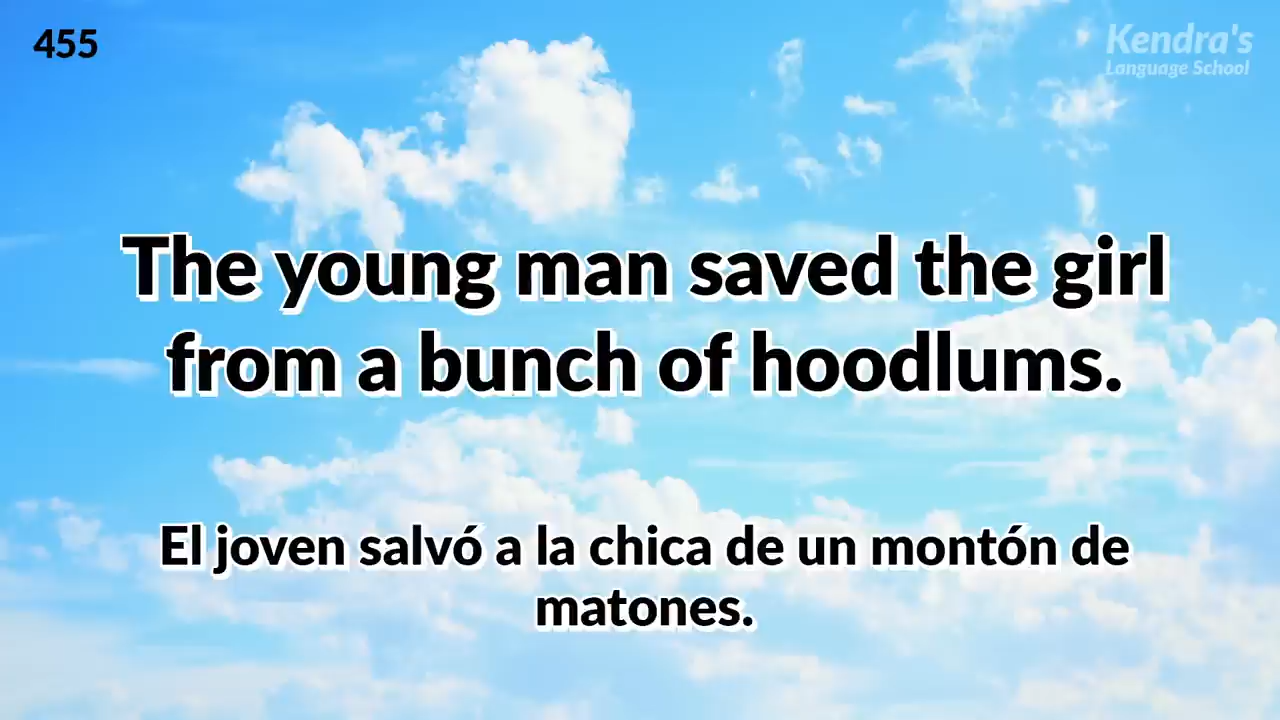 455
Kendra's
Language School
The young man saved the girl
from a bunch of hoodlums.
El joven salvó a la chica de un montón de
matones.